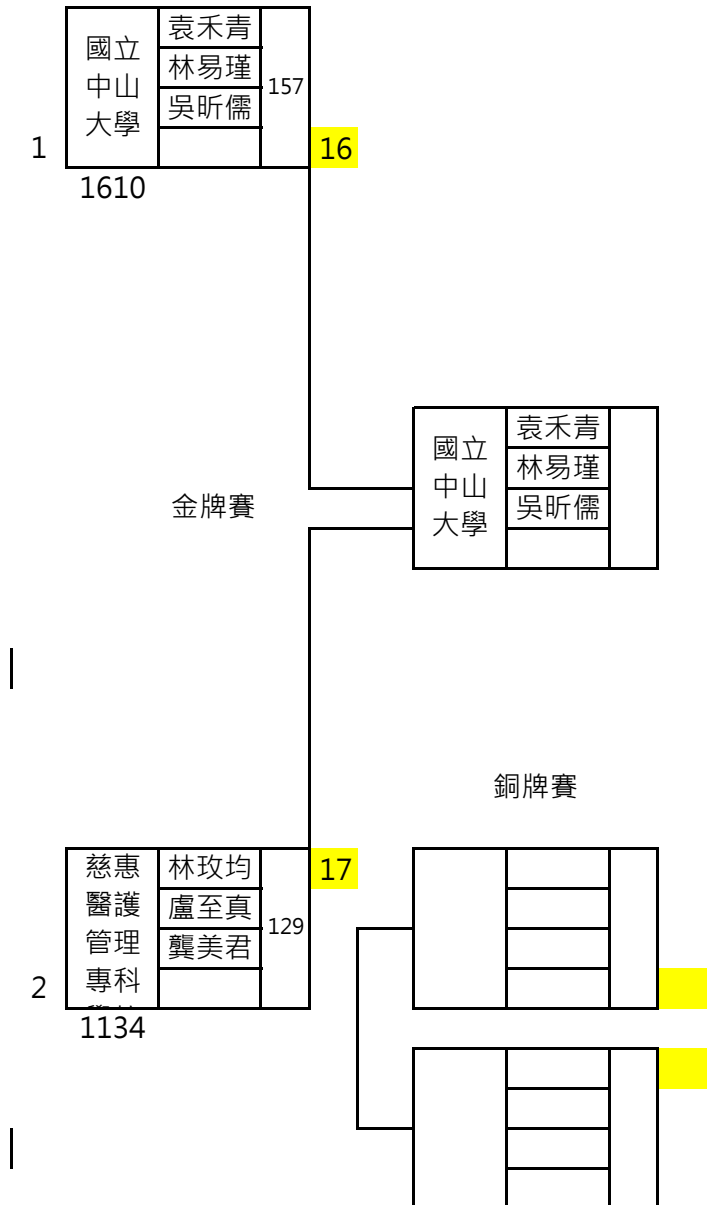 國立
中山
大學
袁禾青
林易瑾
吳昕儒
157
1
16
1610
金牌賽
國立
中山
大學
袁禾青
林易瑾
吳昕儒
銅牌賽
慈惠
醫護
管理
專科
林玫均
盧至真
龔美君
129
17
2
1134